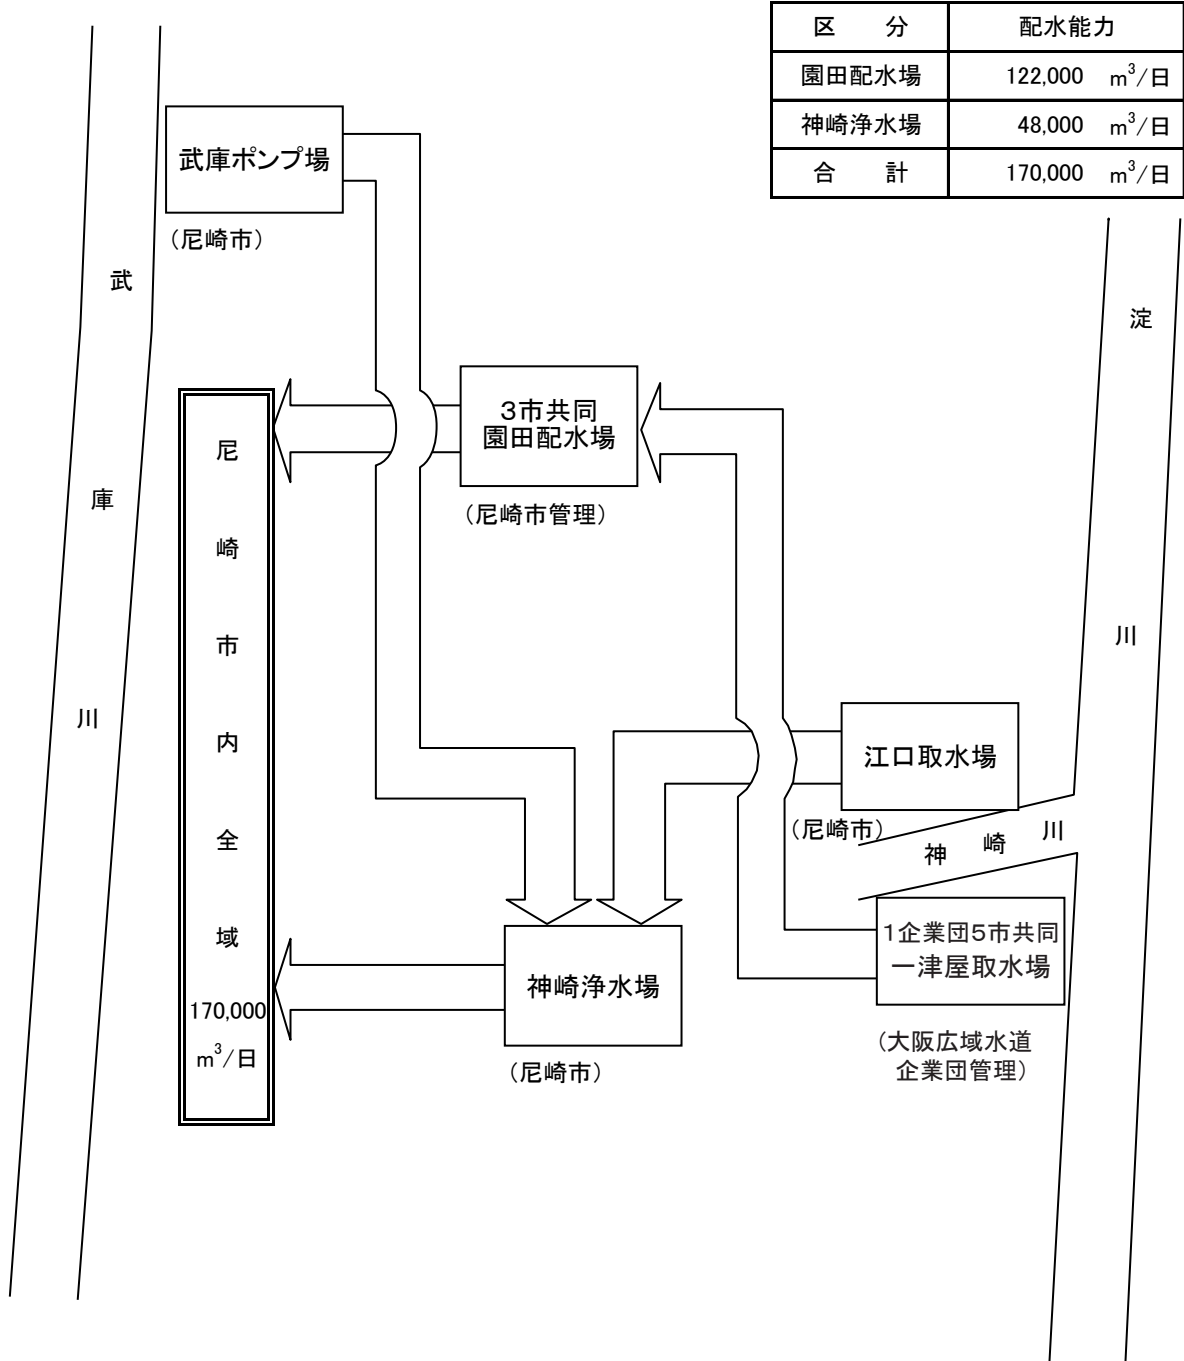 区　分　配水能力
園田配水場　122,000　m³/日
神崎浄水場　48,000　m³/日
合　計　170,000　m³/日
武庫ポンプ場
（尼崎市）
武庫川
淀川
3市共同
園田配水場
（尼崎市管理）
尼崎市内全域
170,000
m³/日
江口取水場
（尼崎市）
神崎川
1企業団5市共同
一津屋取水場
（大阪広域水道
企業団管理）
神崎浄水場
（尼崎市）